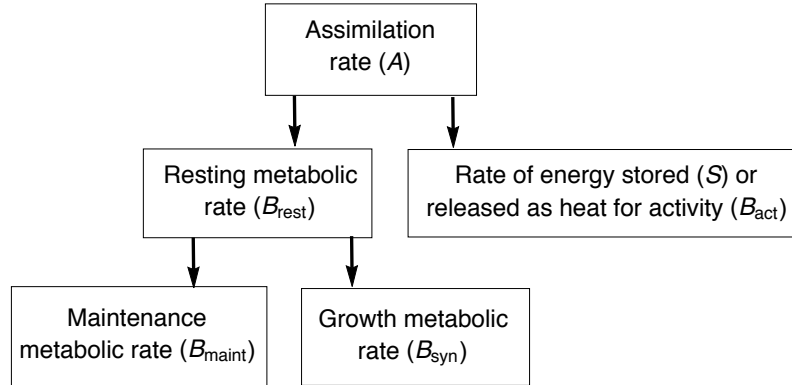 Assimilation
rate (A)
Resting metabolic
rate (Brest)
Rate of energy stored (S) or
released as heat for activity (Bact)
Maintenance
metabolic rate (Bmaint)
Growth metabolic
rate (Bsyn)